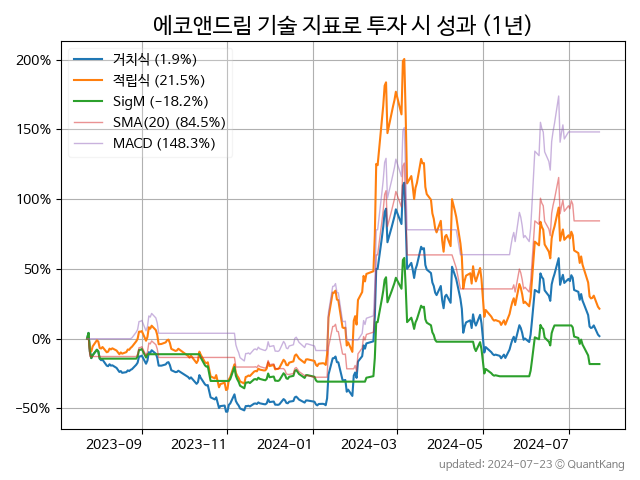 에코앤드림 기술 지표로 투자 시 성과 (1년)
거치식 (1.9%)
적립식 (21.5%)
SigM (−18.2%)
SMA(20) (84.5%)
MACD (148.3%)
200%
150%
100%
50%
0%
−50%
2023-09 2023-11 2024-01 2024-03 2024-05 2024-07
updated: 2024-07-23 © QuantKang